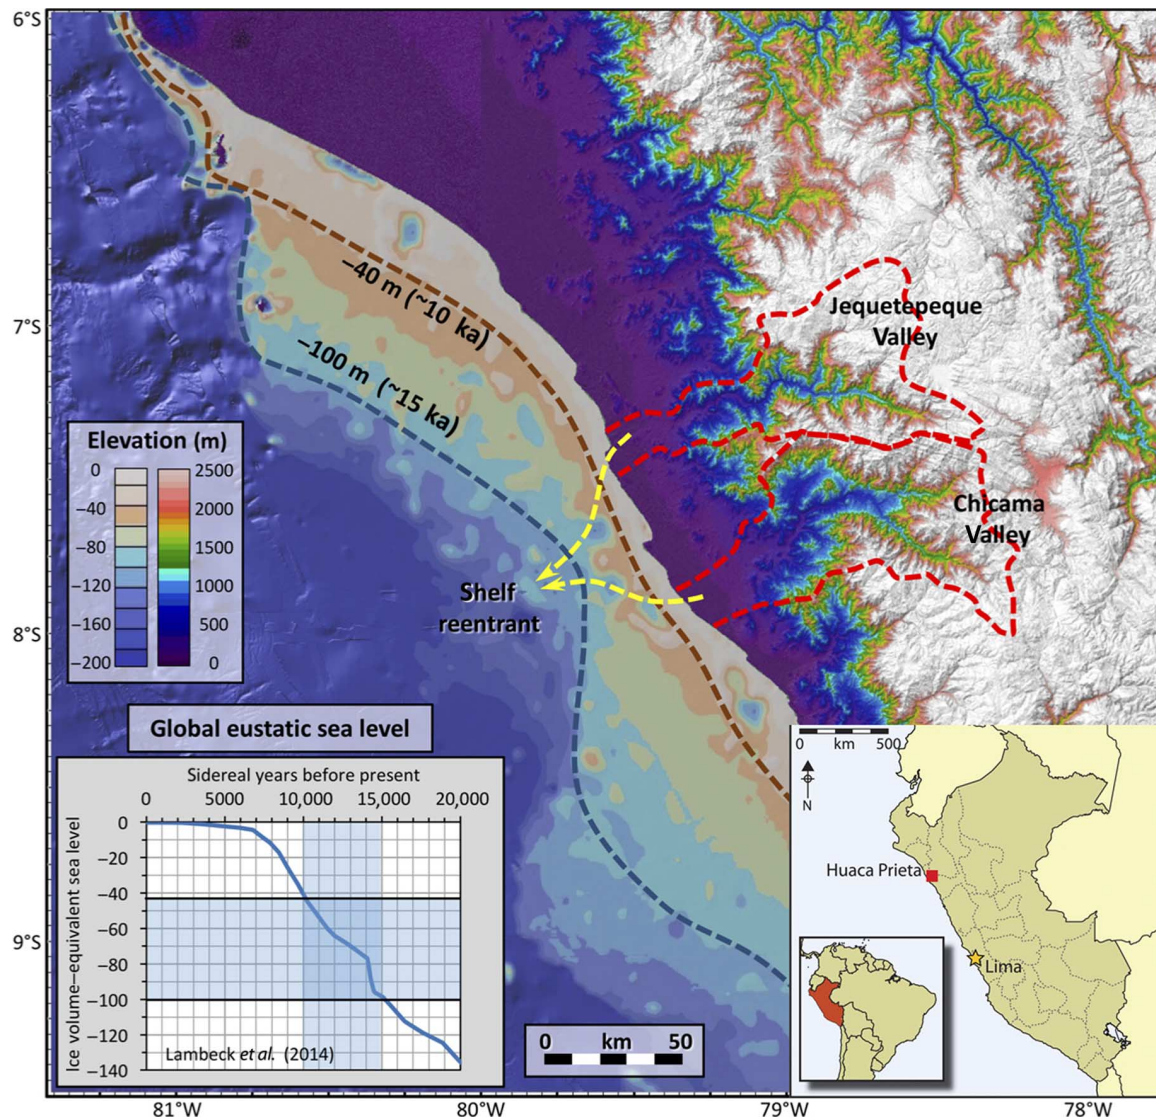 6°S
7°S
8°S
9°S
81°W
80°W
79°W
78°W
−40 m (~10 ka)
−100 m (~15 ka)
Jequetepeque
Valley
Chicama
Valley
Shelf
reentrant
Elevation (m)
0
−40
−80
−120
−160
−200
2500
2000
1500
1000
500
0
Global eustatic sea level
Sidereal years before present
0 5000 10,000 15,000 20,000
Ice volume–equivalent sea level
0
−20
−40
−60
−80
−100
−120
−140
Lambeck et al. (2014)
0 km 50
0 km 500
N
Huaca Prieta
Lima